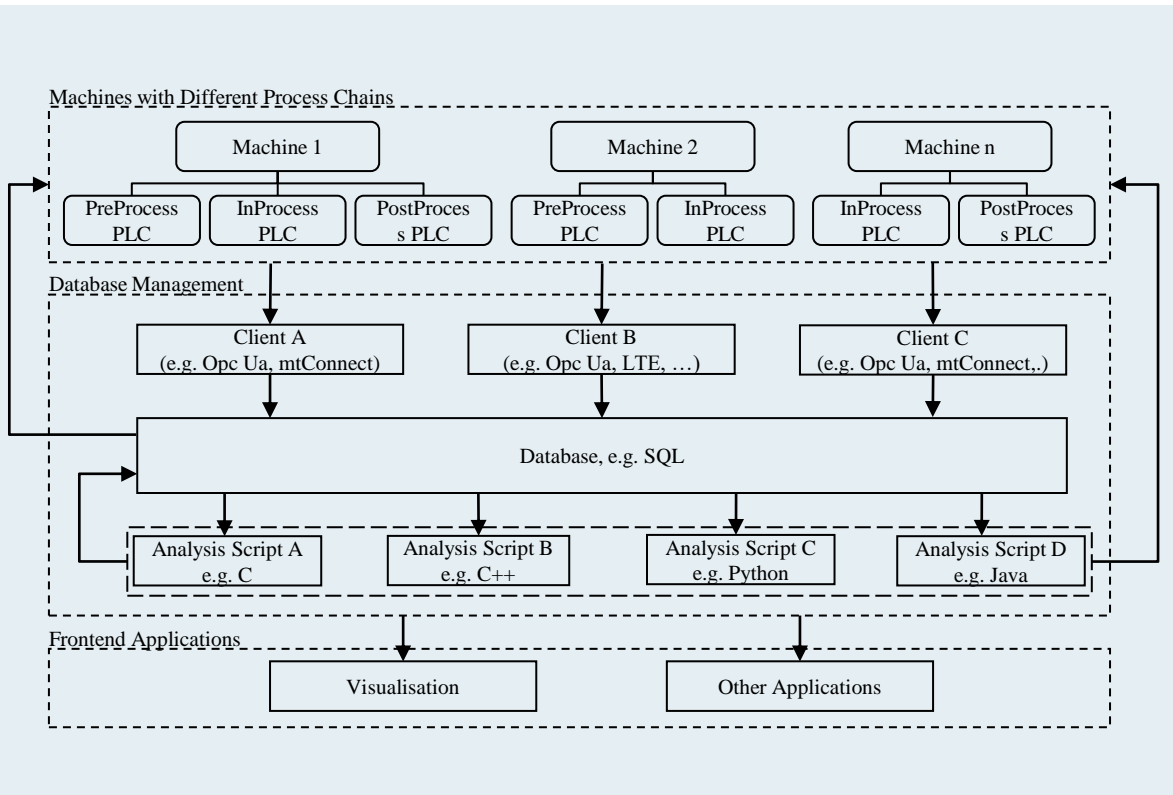 Machines with Different Process Chains
Machine 1
Machine 2
Machine n
PreProcess
PLC
InProcess
PLC
PostProces
s PLC
PreProcess
PLC
InProcess
PLC
InProcess
PLC
PostProces
s PLC
Database Management
Client A
(e.g. Opc Ua, mtConnect)
Client B
(e.g. Opc Ua, LTE, …)
Client C
(e.g. Opc Ua, mtConnect,.)
Database, e.g. SQL
Analysis Script A
e.g. C
Analysis Script B
e.g. C++
Analysis Script C
e.g. Python
Analysis Script D
e.g. Java
Frontend Applications
Visualisation
Other Applications